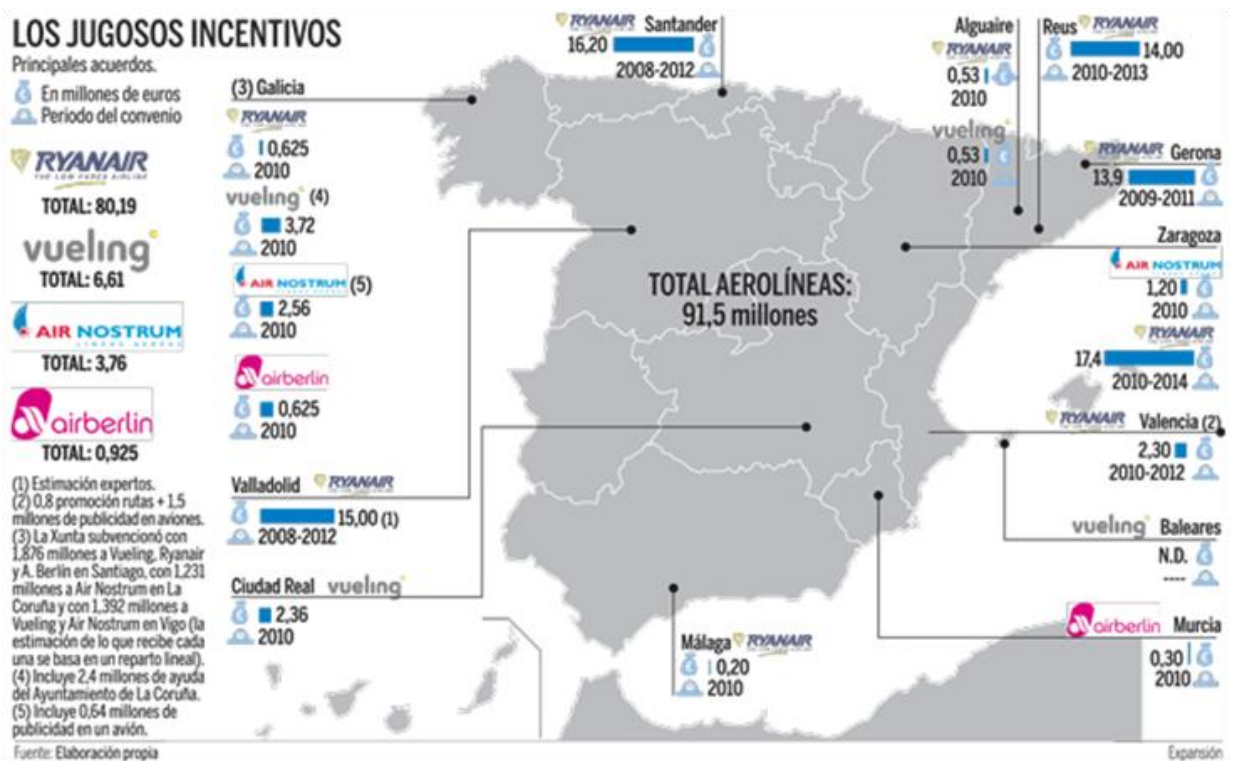 LOS JUGOSOS INCENTIVOS
Principales acuerdos.
En millones de euros
Periodo del convenio
RYANAIR
THE LOW FARES AIRLINE
TOTAL: 80,19
vueling
TOTAL: 6,61
AIR NOSTRUM
LÍNEAS AÉREAS
TOTAL: 3,76
airberlin
TOTAL: 0,925
(1) Estimación expertos.
(2) 0,8 promoción rutas + 1,5
millones de publicidad en aviones.
(3) La Xunta subvencionó con
1,876 millones a Vueling, Ryanair
y A. Berlín en Santiago, con 1,231
millones a Air Nostrum en La
Coruña y con 1,392 millones a
Vueling y Air Nostrum en Vigo (la
estimación de lo que recibe cada
una se basa en un reparto lineal).
(4) Incluye 2,4 millones de ayuda
del Ayuntamiento de La Coruña.
(5) Incluye 0,64 millones de
publicidad en un avión.
(3) Galicia
RYANAIR
0,625
2010
vueling (4)
3,72
2010
AIR NOSTRUM (5)
2,56
2010
airberlin
0,625
2010
Valladolid RYANAIR
15,00 (1)
2008-2012
Ciudad Real vueling
2,36
2010
RYANAIR Santander
16,20
2008-2012
Alguaire
RYANAIR
0,53
2010
vueling
0,53
2010
Reus RYANAIR
14,00
2010-2013
RYANAIR Gerona
13,9
2009-2011
Zaragoza
AIR NOSTRUM
1,20
2010
RYANAIR
17,4
2010-2014
RYANAIR Valencia (2)
2,30
2010-2012
vueling Baleares
N.D.
----
airberlin Murcia
0,30
2010
Málaga RYANAIR
0,20
2010
TOTAL AEROLÍNEAS:
91,5 millones
Fuente: Elaboración propia
Expansión